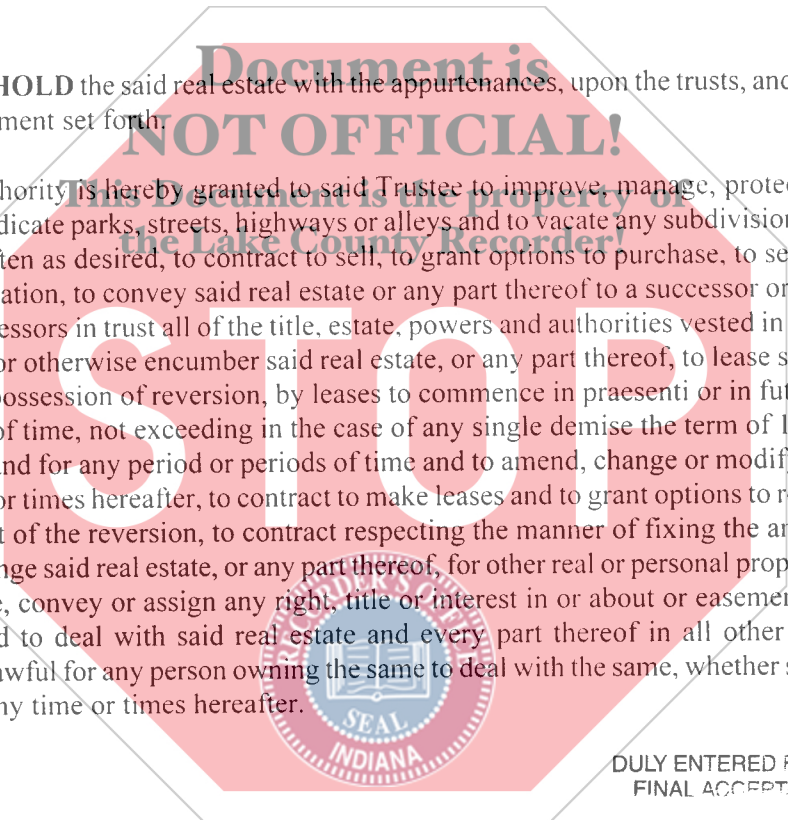 Document is
HOLD the said real estate with the appurtenances, upon the trusts, and
ment set forth.
NOT OFFICIAL!
This Document is the property of
hority is hereby granted to said Trustee to improve, manage, protec
dicate parks, streets, highways or alleys and to vacate any subdivision
the Lake County Recorder!
ten as desired, to contract to sell, to grant options to purchase, to se
ation, to convey said real estate or any part thereof to a successor or
essors in trust all of the title, estate, powers and authorities vested in
or otherwise encumber said real estate, or any part thereof, to lease s
possession of reversion, by leases to commence in praesenti or in fut
STOP
of time, not exceeding in the case of any single demise the term of 1
and for any period or periods of time and to amend, change or modify
or times hereafter, to contract to make leases and to grant options to r
t of the reversion, to contract respecting the manner of fixing the am
nge said real estate, or any part thereof, for other real or personal prop
e, convey or assign any right, title or interest in or about or easemen
d to deal with said real estate and every part thereof in all other
awful for any person owning the same to deal with the same, whether s
ny time or times hereafter.
RECORDER'S OFFICE
SEAL
INDIANA
DULY ENTERED F
FINAL ACCEPT